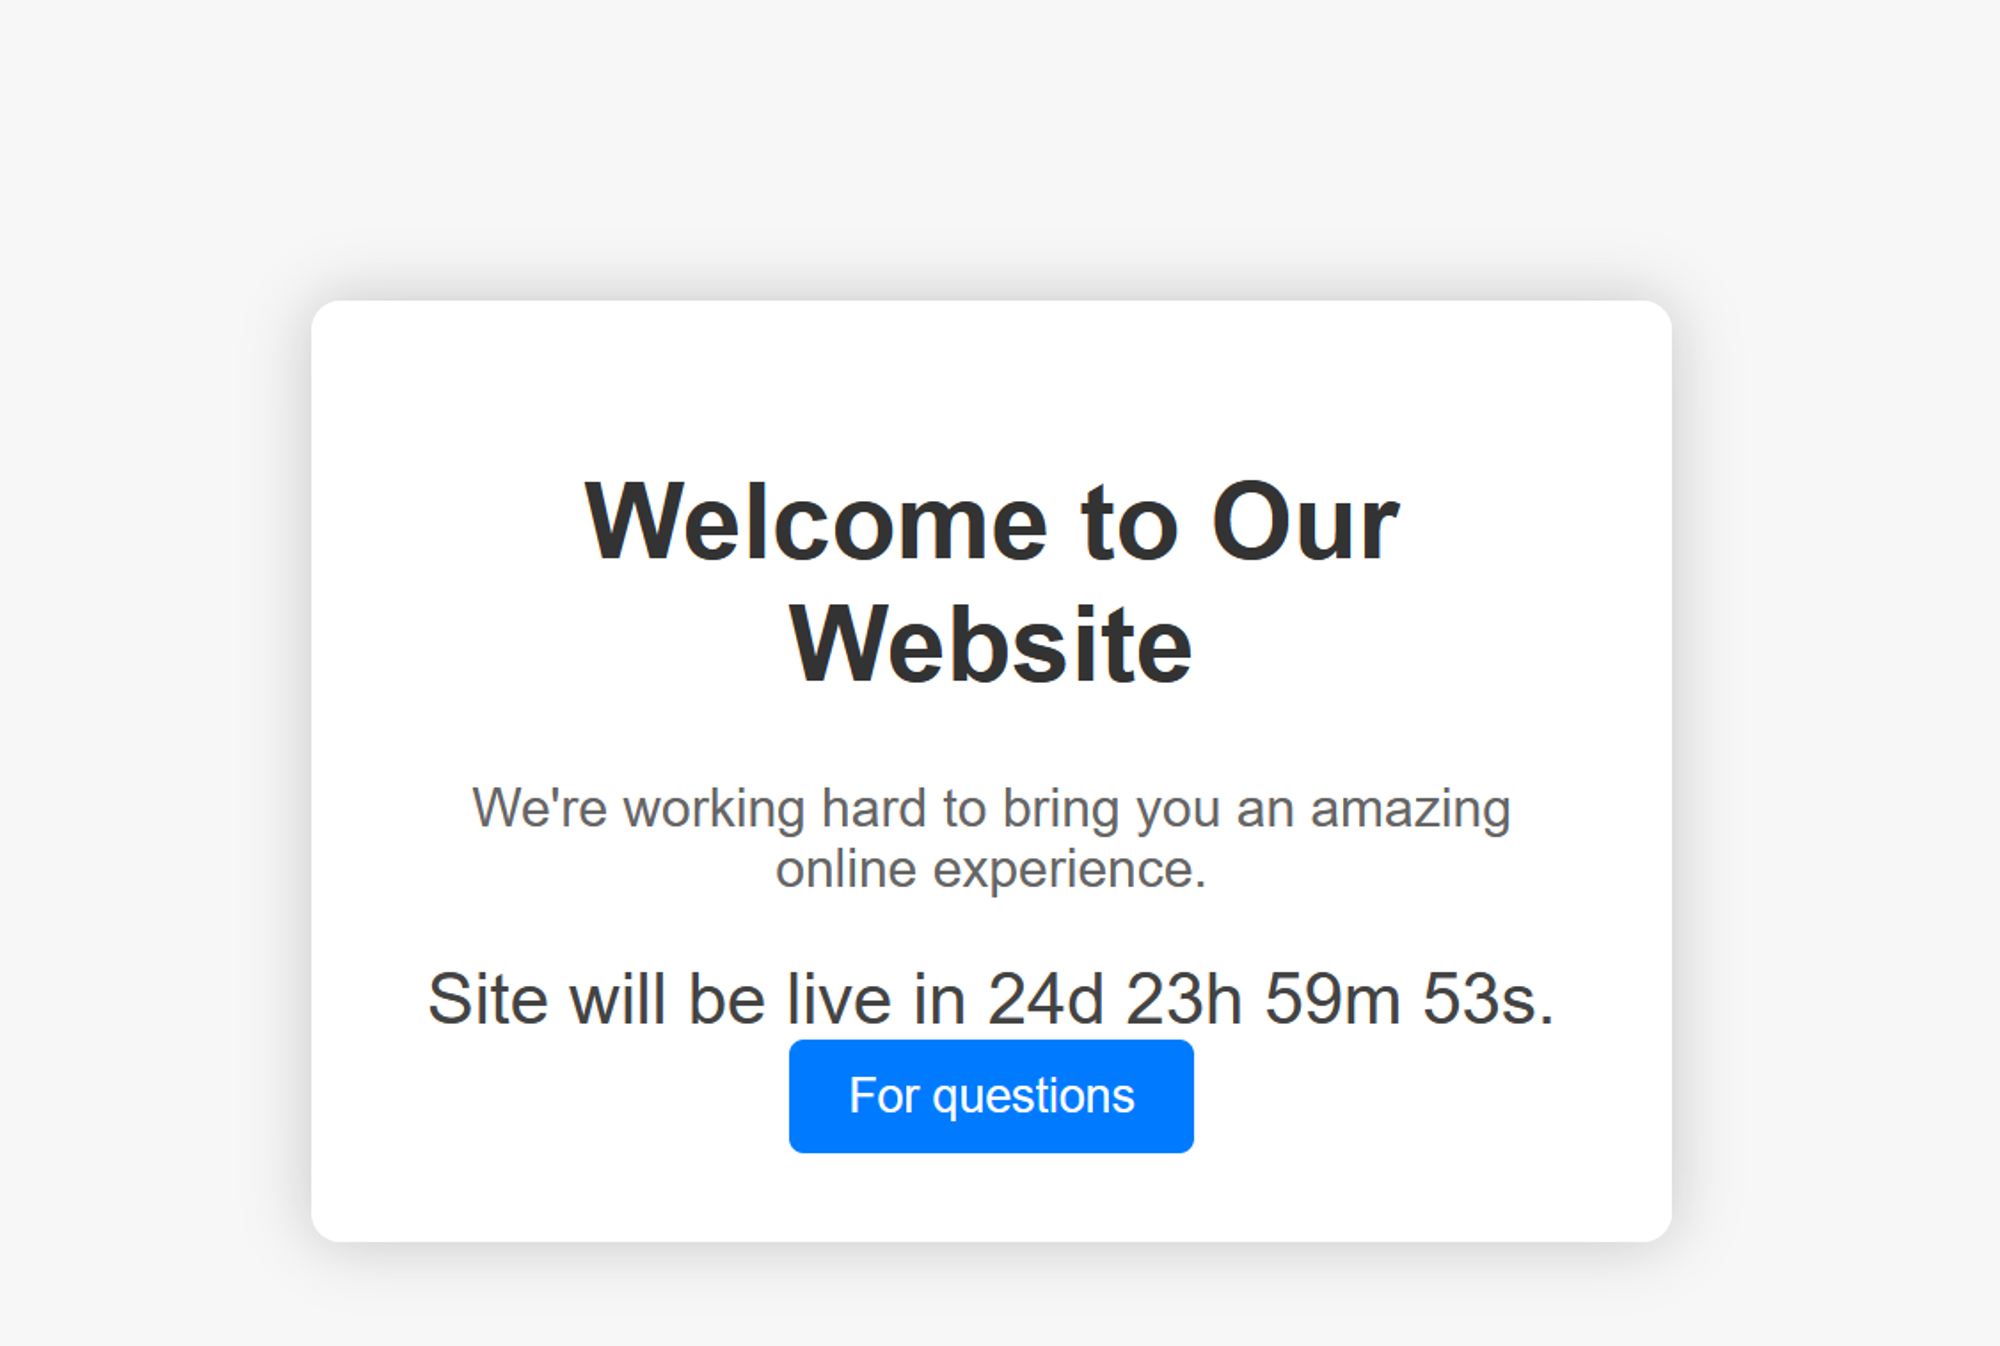 Welcome to Our
Website
We're working hard to bring you an amazing
online experience.
Site will be live in 24d 23h 59m 53s.
For questions